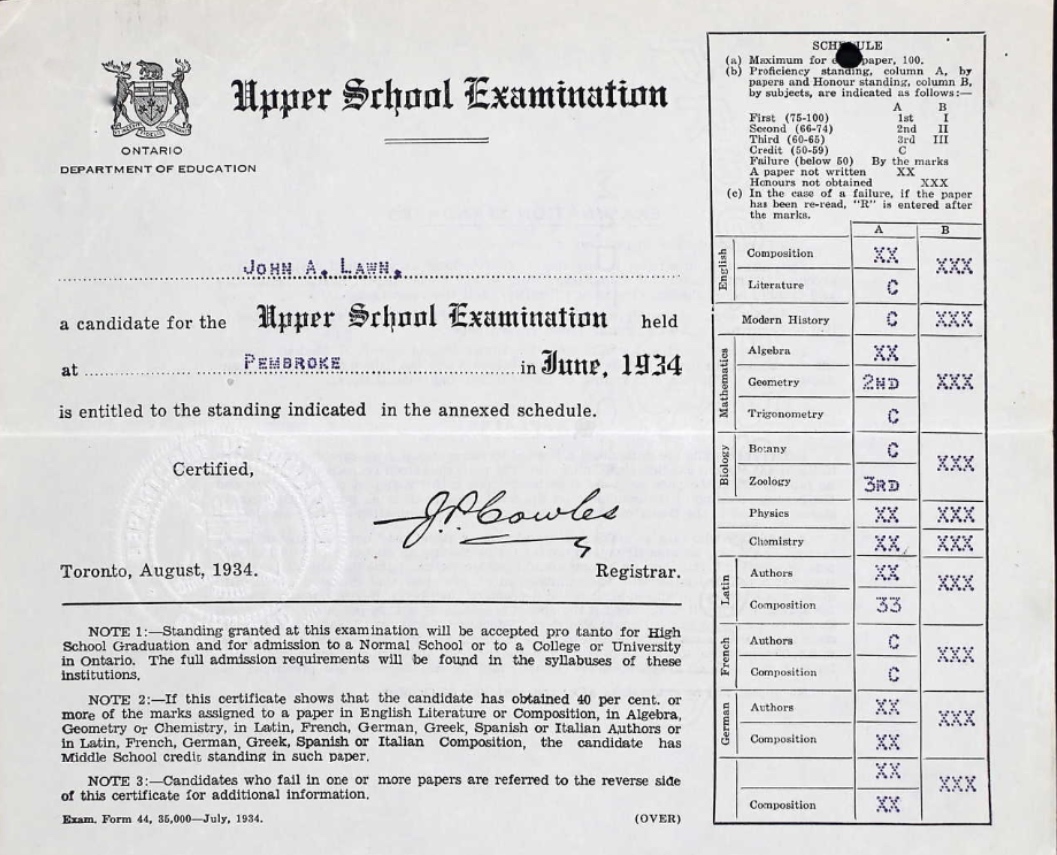 Upper School Examination
ONTARIO
DEPARTMENT OF EDUCATION
JOHN A. LAWN,
a candidate for the Upper School Examination held
at PEMBROKE in June, 1934
is entitled to the standing indicated in the annexed schedule.
Certified,
J.P. Cowles
Toronto, August, 1934. Registrar.
NOTE 1:—Standing granted at this examination will be accepted pro tanto for High
School Graduation and for admission to a Normal School or to a College or University
in Ontario. The full admission requirements will be found in the syllabuses of these
institutions.
NOTE 2:—If this certificate shows that the candidate has obtained 40 per cent. or
more of the marks assigned to a paper in English Literature or Composition, in Algebra,
Geometry or Chemistry, in Latin, French, German, Greek, Spanish or Italian Authors or
in Latin, French, German, Greek, Spanish or Italian Composition, the candidate has
Middle School credit standing in such paper.
NOTE 3:—Candidates who fail in one or more papers are referred to the reverse side
of this certificate for additional information.
Exam. Form 44, 35,000—July, 1934. (OVER)
SCHEDULE
(a) Maximum for paper, 100.
(b) Proficiency standing, column A, by
papers and Honour standing, column B,
by subjects, are indicated as follows:—
A B
First (75-100) 1st I
Second (66-74) 2nd II
Third (60-65) 3rd III
Credit (50-59) C
Failure (below 50) By the marks
A paper not written XX
Honours not obtained XXX
(c) In the case of a failure, if the paper
has been re-read, "R" is entered after
the marks.
A B
English
Composition XX
XXX
Literature C
Modern History C XXX
Mathematics
Algebra XX
Geometry 2ND XXX
Trigonometry C
Biology
Botany C
XXX
Zoology 3RD
Physics XX XXX
Chemistry XX XXX
Latin
Authors XX
XXX
Composition 33
French
Authors C
XXX
Composition C
German
Authors XX
XXX
Composition XX
XX
XXX
Composition XX